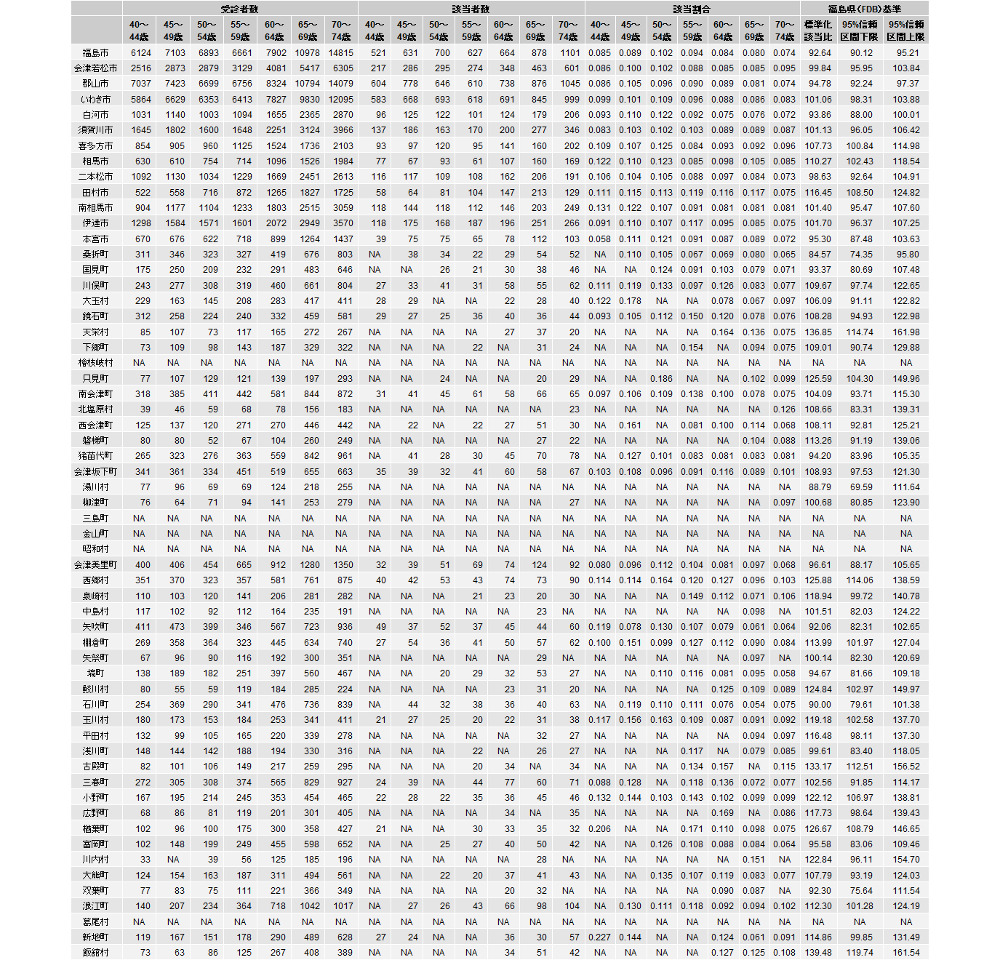 受診者数 該当者数 該当割合 福島県（FDB）基準
40～44歳 45～49歳 50～54歳 55～59歳 60～64歳 65～69歳 70～74歳 40～44歳 45～49歳 50～54歳 55～59歳 60～64歳 65～69歳 70～74歳 40～44歳 45～49歳 50～54歳 55～59歳 60～64歳 65～69歳 70～74歳 標準化該当比 95%信頼区間下限 95%信頼区間上限
福島市 6124 7103 6893 6661 7902 10978 14815 521 631 700 627 664 878 1101 0.085 0.089 0.102 0.094 0.084 0.080 0.074 92.64 90.12 95.21
会津若松市 2516 2873 2879 3129 4081 5417 6305 217 286 295 274 348 463 601 0.086 0.100 0.102 0.088 0.085 0.085 0.095 99.84 95.95 103.84
郡山市 7037 7423 6699 6756 8324 10794 14079 604 778 646 610 738 876 1045 0.086 0.105 0.096 0.090 0.089 0.081 0.074 94.78 92.24 97.37
いわき市 5864 6629 6353 6413 7827 9830 12095 583 668 693 618 691 845 999 0.099 0.101 0.109 0.096 0.088 0.086 0.083 101.06 98.31 103.88
白河市 1031 1140 1003 1094 1655 2365 2870 96 125 122 101 124 179 206 0.093 0.110 0.122 0.092 0.075 0.076 0.072 93.86 88.00 100.01
須賀川市 1645 1802 1600 1648 2251 3124 3966 137 186 163 170 200 277 346 0.083 0.103 0.102 0.103 0.089 0.089 0.087 101.13 96.05 106.42
喜多方市 854 905 960 1125 1524 1736 2103 93 97 120 95 141 160 202 0.109 0.107 0.125 0.084 0.093 0.092 0.096 107.73 100.84 114.98
相馬市 630 610 754 714 1096 1526 1984 77 67 93 61 107 160 169 0.122 0.110 0.123 0.085 0.098 0.105 0.085 110.27 102.43 118.54
二本松市 1092 1130 1034 1229 1669 2451 2613 116 117 109 108 162 206 191 0.106 0.104 0.105 0.088 0.097 0.084 0.073 98.63 92.64 104.91
田村市 522 558 716 872 1265 1827 1725 58 64 81 104 147 213 129 0.111 0.115 0.113 0.119 0.116 0.117 0.075 116.45 108.50 124.82
南相馬市 904 1177 1104 1233 1803 2515 3059 118 144 118 112 146 203 249 0.131 0.122 0.107 0.091 0.081 0.081 0.081 101.40 95.47 107.60
伊達市 1298 1584 1571 1601 2072 2949 3570 118 175 168 187 196 251 266 0.091 0.110 0.107 0.117 0.095 0.085 0.075 101.70 96.37 107.25
本宮市 670 676 622 718 899 1264 1437 39 75 75 65 78 112 103 0.058 0.111 0.121 0.091 0.087 0.089 0.072 95.30 87.48 103.63
桑折町 311 346 323 327 419 676 803 NA 38 34 22 29 54 52 NA 0.110 0.105 0.067 0.069 0.080 0.065 84.57 74.35 95.80
国見町 175 250 209 232 291 483 646 NA NA 26 21 30 38 46 NA NA 0.124 0.091 0.103 0.079 0.071 93.37 80.69 107.48
川俣町 243 277 308 319 460 661 804 27 33 41 31 58 55 62 0.111 0.119 0.133 0.097 0.126 0.083 0.077 109.67 97.74 122.65
大玉村 229 163 145 208 283 417 411 28 29 NA NA 22 28 40 0.122 0.178 NA NA 0.078 0.067 0.097 106.09 91.11 122.82
鏡石町 312 258 224 240 332 459 581 29 27 25 36 40 36 44 0.093 0.105 0.112 0.150 0.120 0.078 0.076 108.28 94.93 122.98
天栄村 85 107 73 117 165 272 267 NA NA NA NA 27 37 20 NA NA NA NA 0.164 0.136 0.075 136.85 114.74 161.98
下郷町 73 109 98 143 187 329 322 NA NA NA 22 NA 31 24 NA NA NA 0.154 NA 0.094 0.075 109.01 90.74 129.88
檜枝岐村 NA NA NA NA NA NA NA NA NA NA NA NA NA NA NA NA NA NA NA NA NA NA NA NA
只見町 77 107 129 121 139 197 293 NA NA 24 NA NA 20 29 NA NA 0.186 NA NA 0.102 0.099 125.59 104.30 149.96
南会津町 318 385 411 442 581 844 872 31 41 45 61 58 66 65 0.097 0.106 0.109 0.138 0.100 0.078 0.075 104.09 93.71 115.30
北塩原村 39 46 59 68 78 156 183 NA NA NA NA NA NA 23 NA NA NA NA NA NA 0.126 108.66 83.31 139.31
西会津町 125 137 120 271 270 446 442 NA 22 NA 22 27 51 30 NA 0.161 NA 0.081 0.100 0.114 0.068 108.11 92.81 125.21
磐梯町 80 80 52 67 104 260 249 NA NA NA NA NA 27 22 NA NA NA NA NA 0.104 0.088 113.26 91.19 139.06
猪苗代町 265 323 276 363 559 842 961 NA 41 28 30 45 70 78 NA 0.127 0.101 0.083 0.081 0.083 0.081 94.20 83.96 105.35
会津坂下町 341 361 334 451 519 655 663 35 39 32 41 60 58 67 0.103 0.108 0.096 0.091 0.116 0.089 0.101 108.93 97.53 121.30
湯川村 77 96 69 69 124 218 255 NA NA NA NA NA NA NA NA NA NA NA NA NA NA 88.79 69.59 111.64
柳津町 76 64 71 94 141 253 279 NA NA NA NA NA NA 27 NA NA NA NA NA NA 0.097 100.68 80.85 123.90
三島町 NA NA NA NA NA NA NA NA NA NA NA NA NA NA NA NA NA NA NA NA NA NA NA NA
金山町 NA NA NA NA NA NA NA NA NA NA NA NA NA NA NA NA NA NA NA NA NA NA NA NA
昭和村 NA NA NA NA NA NA NA NA NA NA NA NA NA NA NA NA NA NA NA NA NA NA NA NA
会津美里町 400 406 454 665 912 1280 1350 32 39 51 69 74 124 92 0.080 0.096 0.112 0.104 0.081 0.097 0.068 96.61 88.17 105.65
西郷村 351 370 323 357 581 761 875 40 42 53 43 74 73 90 0.114 0.114 0.164 0.120 0.127 0.096 0.103 125.88 114.06 138.59
泉崎村 110 103 120 141 206 281 282 NA NA NA 21 23 20 30 NA NA NA 0.149 0.112 0.071 0.106 118.94 99.72 140.78
中島村 117 102 92 112 164 235 191 NA NA NA NA NA 23 NA NA NA NA NA NA 0.098 NA 101.51 82.03 124.22
矢吹町 411 473 399 346 567 723 936 49 37 52 37 45 44 60 0.119 0.078 0.130 0.107 0.079 0.061 0.064 92.06 82.31 102.65
棚倉町 269 358 364 323 445 634 740 27 54 36 41 50 57 62 0.100 0.151 0.099 0.127 0.112 0.090 0.084 113.99 101.97 127.04
矢祭町 67 96 90 116 192 300 351 NA NA NA NA NA 29 NA NA NA NA NA NA 0.097 NA 100.14 82.30 120.69
塙町 138 189 182 251 397 560 467 NA NA 20 29 32 53 27 NA NA 0.110 0.116 0.081 0.095 0.058 94.67 81.66 109.18
鮫川村 80 55 59 119 184 285 224 NA NA NA NA 23 31 20 NA NA NA NA 0.125 0.109 0.089 124.84 102.97 149.97
石川町 254 369 290 341 476 736 839 NA 44 32 38 36 40 63 NA 0.119 0.110 0.111 0.076 0.054 0.075 90.00 79.61 101.38
玉川村 180 173 153 184 253 341 411 21 27 25 20 22 31 38 0.117 0.156 0.163 0.109 0.087 0.091 0.092 119.18 102.58 137.70
平田村 132 99 105 165 220 339 278 NA NA NA NA NA 32 27 NA NA NA NA NA 0.094 0.097 116.48 98.11 137.30
浅川町 148 144 142 188 194 330 316 NA NA NA 22 NA 26 27 NA NA NA 0.117 NA 0.079 0.085 99.61 83.40 118.05
古殿町 82 101 106 149 217 259 295 NA NA NA 20 34 NA 34 NA NA NA 0.134 0.157 NA 0.115 133.17 112.51 156.52
三春町 272 305 308 374 565 829 927 24 39 NA 44 77 60 71 0.088 0.128 NA 0.118 0.136 0.072 0.077 102.56 91.85 114.17
小野町 167 195 214 245 353 454 465 22 28 22 35 36 45 46 0.132 0.144 0.103 0.143 0.102 0.099 0.099 122.12 106.97 138.81
広野町 68 86 81 119 201 301 405 NA NA NA NA 34 NA 35 NA NA NA NA 0.169 NA 0.086 117.73 98.64 139.43
楢葉町 102 96 100 175 300 358 427 21 NA NA 30 33 35 32 0.206 NA NA 0.171 0.110 0.098 0.075 126.67 108.79 146.65
富岡町 102 148 199 249 455 598 652 NA NA 25 27 40 50 42 NA NA 0.126 0.108 0.088 0.084 0.064 95.58 83.06 109.46
川内村 33 NA 39 56 125 185 196 NA NA NA NA NA 28 NA NA NA NA NA NA 0.151 NA 122.84 96.11 154.70
大熊町 124 154 163 187 311 494 561 NA NA 22 20 37 41 43 NA NA 0.135 0.107 0.119 0.083 0.077 107.79 93.19 124.03
双葉町 77 83 75 111 221 366 349 NA NA NA NA 20 32 NA NA NA NA NA 0.090 0.087 NA 92.30 75.64 111.54
浪江町 140 207 234 364 718 1042 1017 NA 27 26 43 66 98 104 NA 0.130 0.111 0.118 0.092 0.094 0.102 112.30 101.28 124.19
葛尾村 NA NA NA NA NA NA NA NA NA NA NA NA NA NA NA NA NA NA NA NA NA NA NA NA
新地町 119 167 151 178 290 489 628 27 24 NA NA 36 30 57 0.227 0.144 NA NA 0.124 0.061 0.091 114.86 99.85 131.49
飯舘村 73 63 86 125 267 408 389 NA NA NA NA 34 51 42 NA NA NA NA 0.127 0.125 0.108 139.48 119.74 161.54